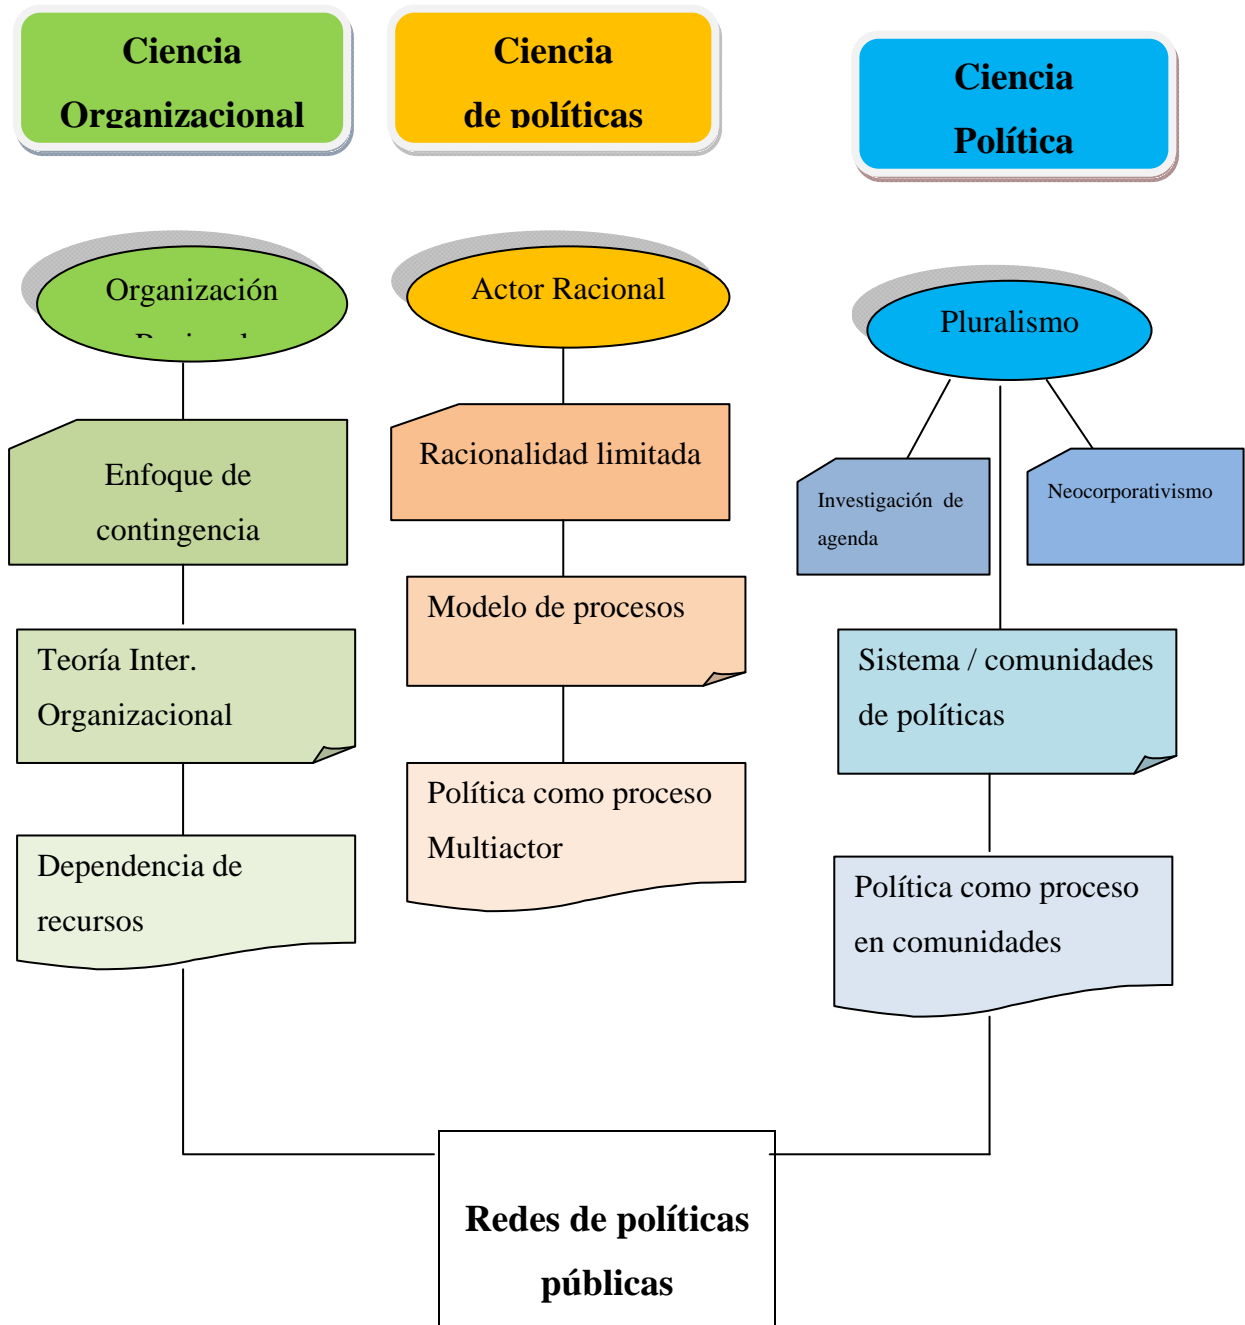 Ciencia
Organizacional
Ciencia
de políticas
Ciencia
Política
Organización
Actor Racional
Pluralismo
Enfoque de
contingencia
Racionalidad limitada
Investigación de
agenda
Neocorporativismo
Teoría Inter.
Organizacional
Modelo de procesos
Sistema / comunidades
de políticas
Dependencia de
recursos
Política como proceso
Multiactor
Política como proceso
en comunidades
Redes de políticas
públicas